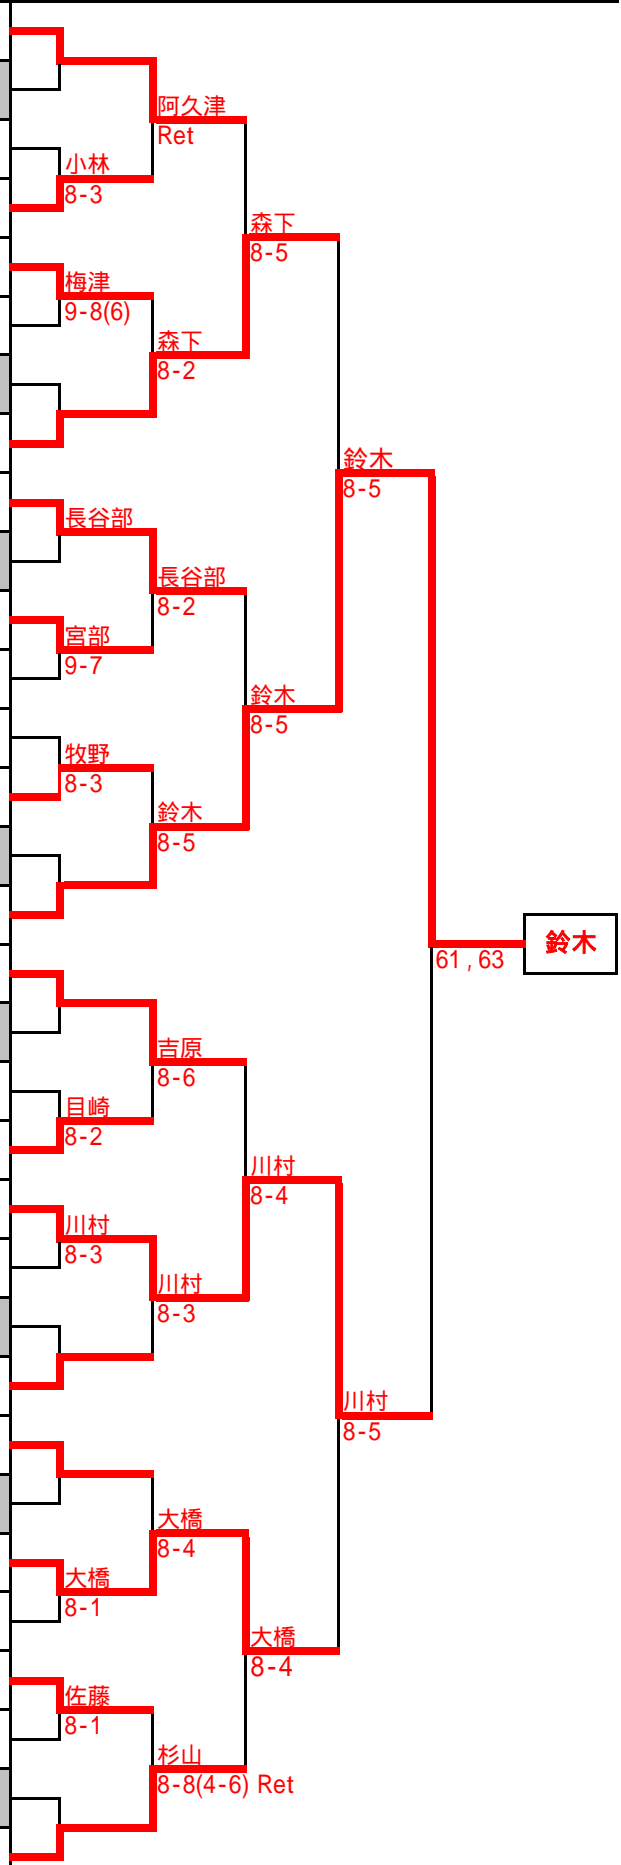 阿久津
Ret
小林
8-3
森下
8-5
梅津
9-8(6)
森下
8-2
鈴木
8-5
長谷部
長谷部
8-2
宮部
9-7
鈴木
8-5
牧野
8-3
鈴木
8-5
鈴木
61 , 63
吉原
8-6
目崎
8-2
川村
8-4
川村
8-3
川村
8-3
川村
8-5
大橋
8-4
大橋
8-1
大橋
8-4
佐藤
8-1
杉山
8-8(4-6) Ret